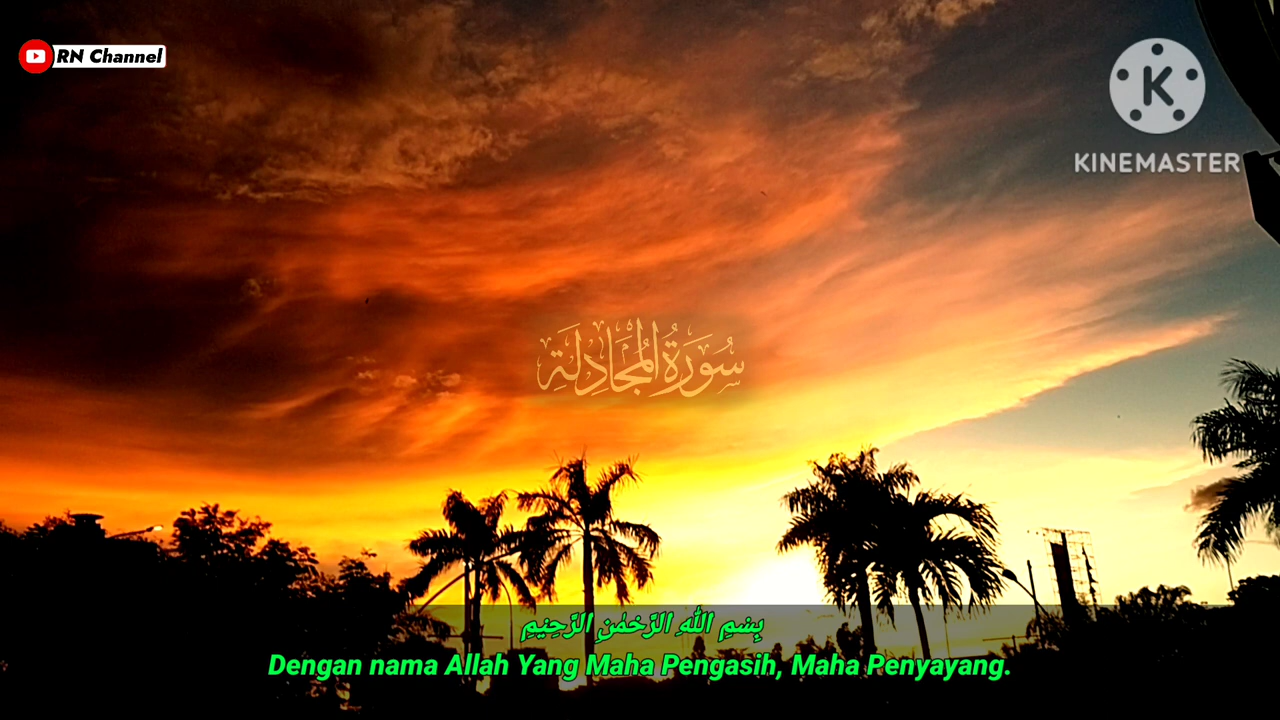 RN Channel
K
KINEMASTER
سُورَةُ المُجَادِلَةِ
بِسْمِ اللّٰهِ الرَّحْمٰنِ الرَّحِيْمِ
Dengan nama Allah Yang Maha Pengasih, Maha Penyayang.